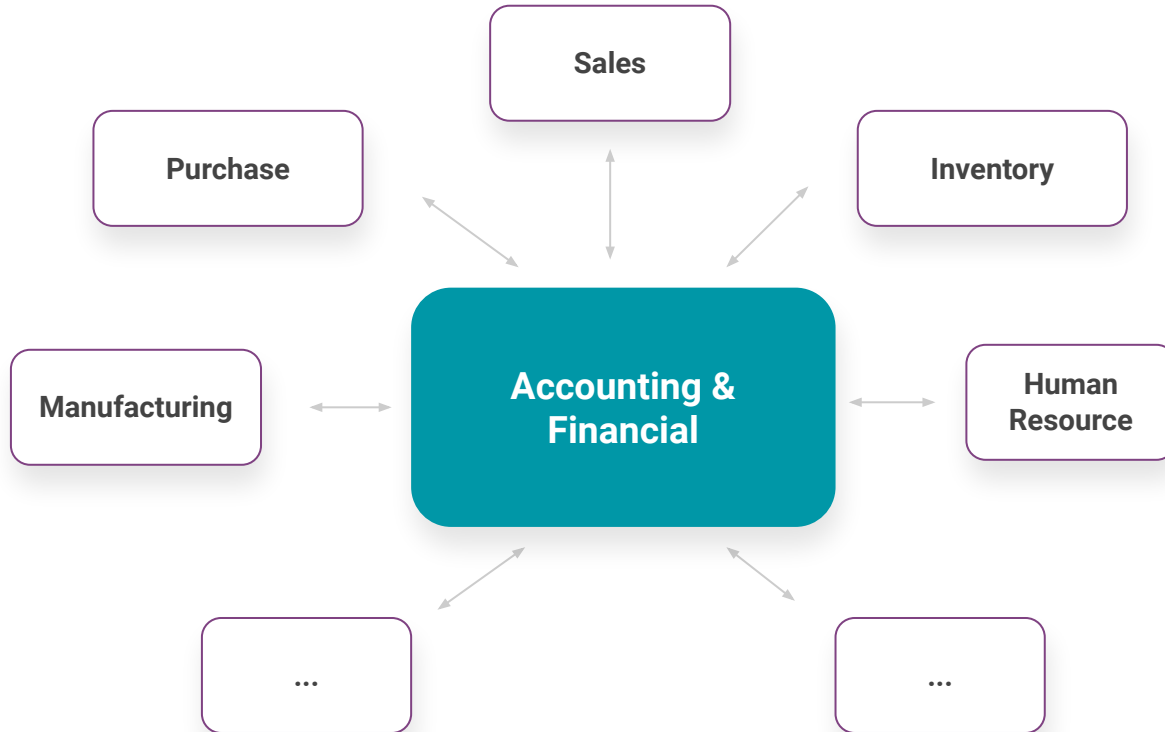 Sales
Purchase
Inventory
Accounting &
Financial
Manufacturing
Human
Resource
...
...